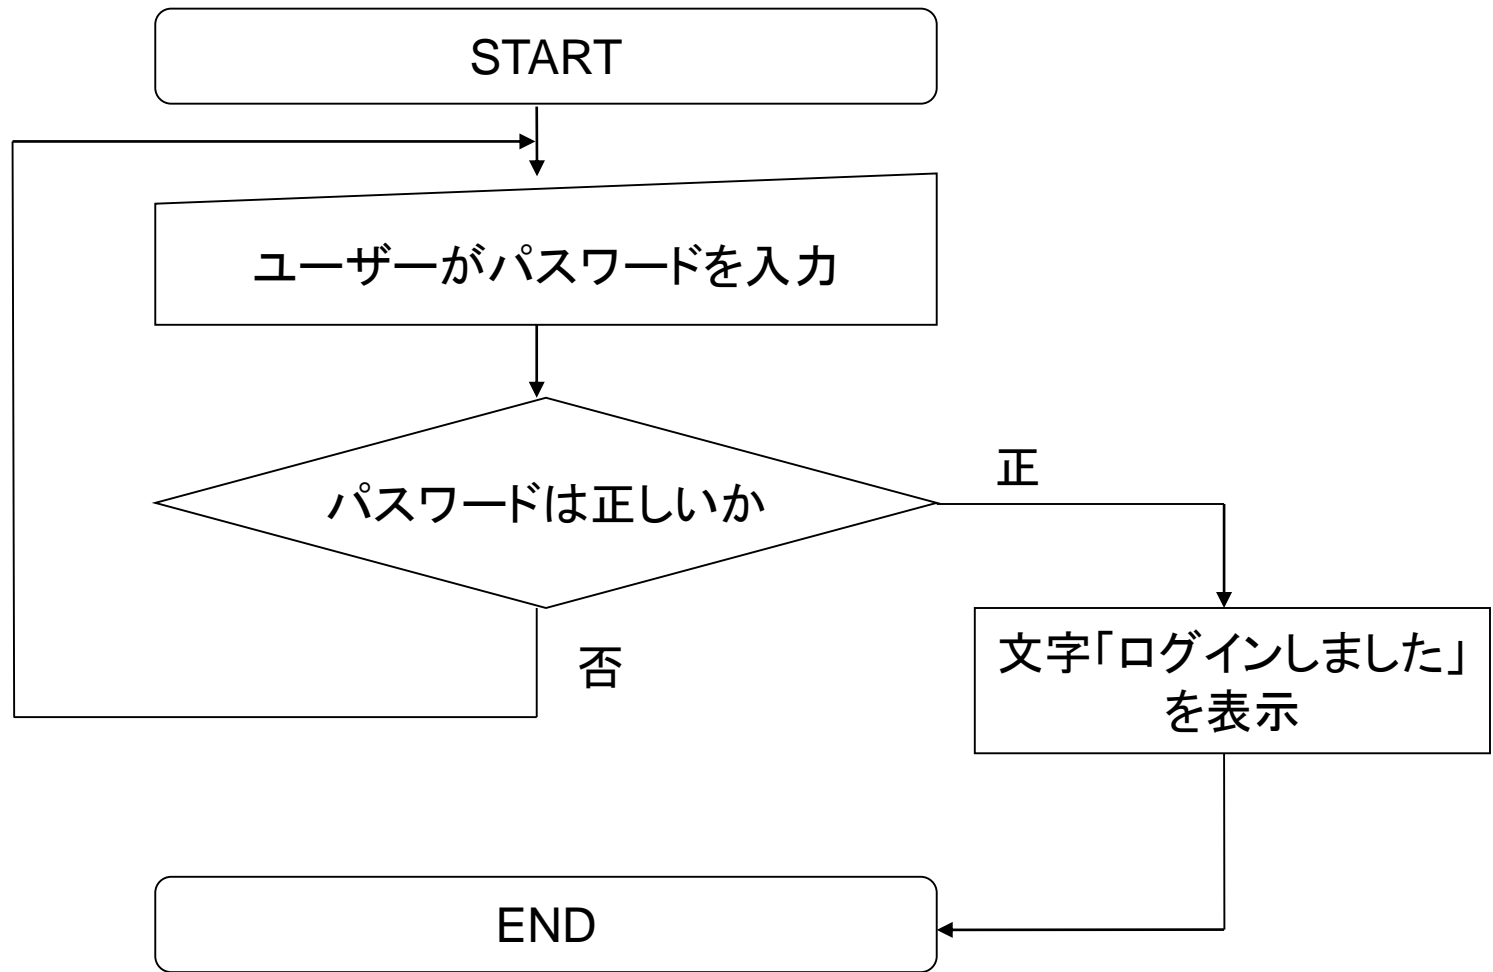 START
ユーザーがパスワードを入力
パスワードは正しいか
正
否
文字「ログインしました」
を表示
END